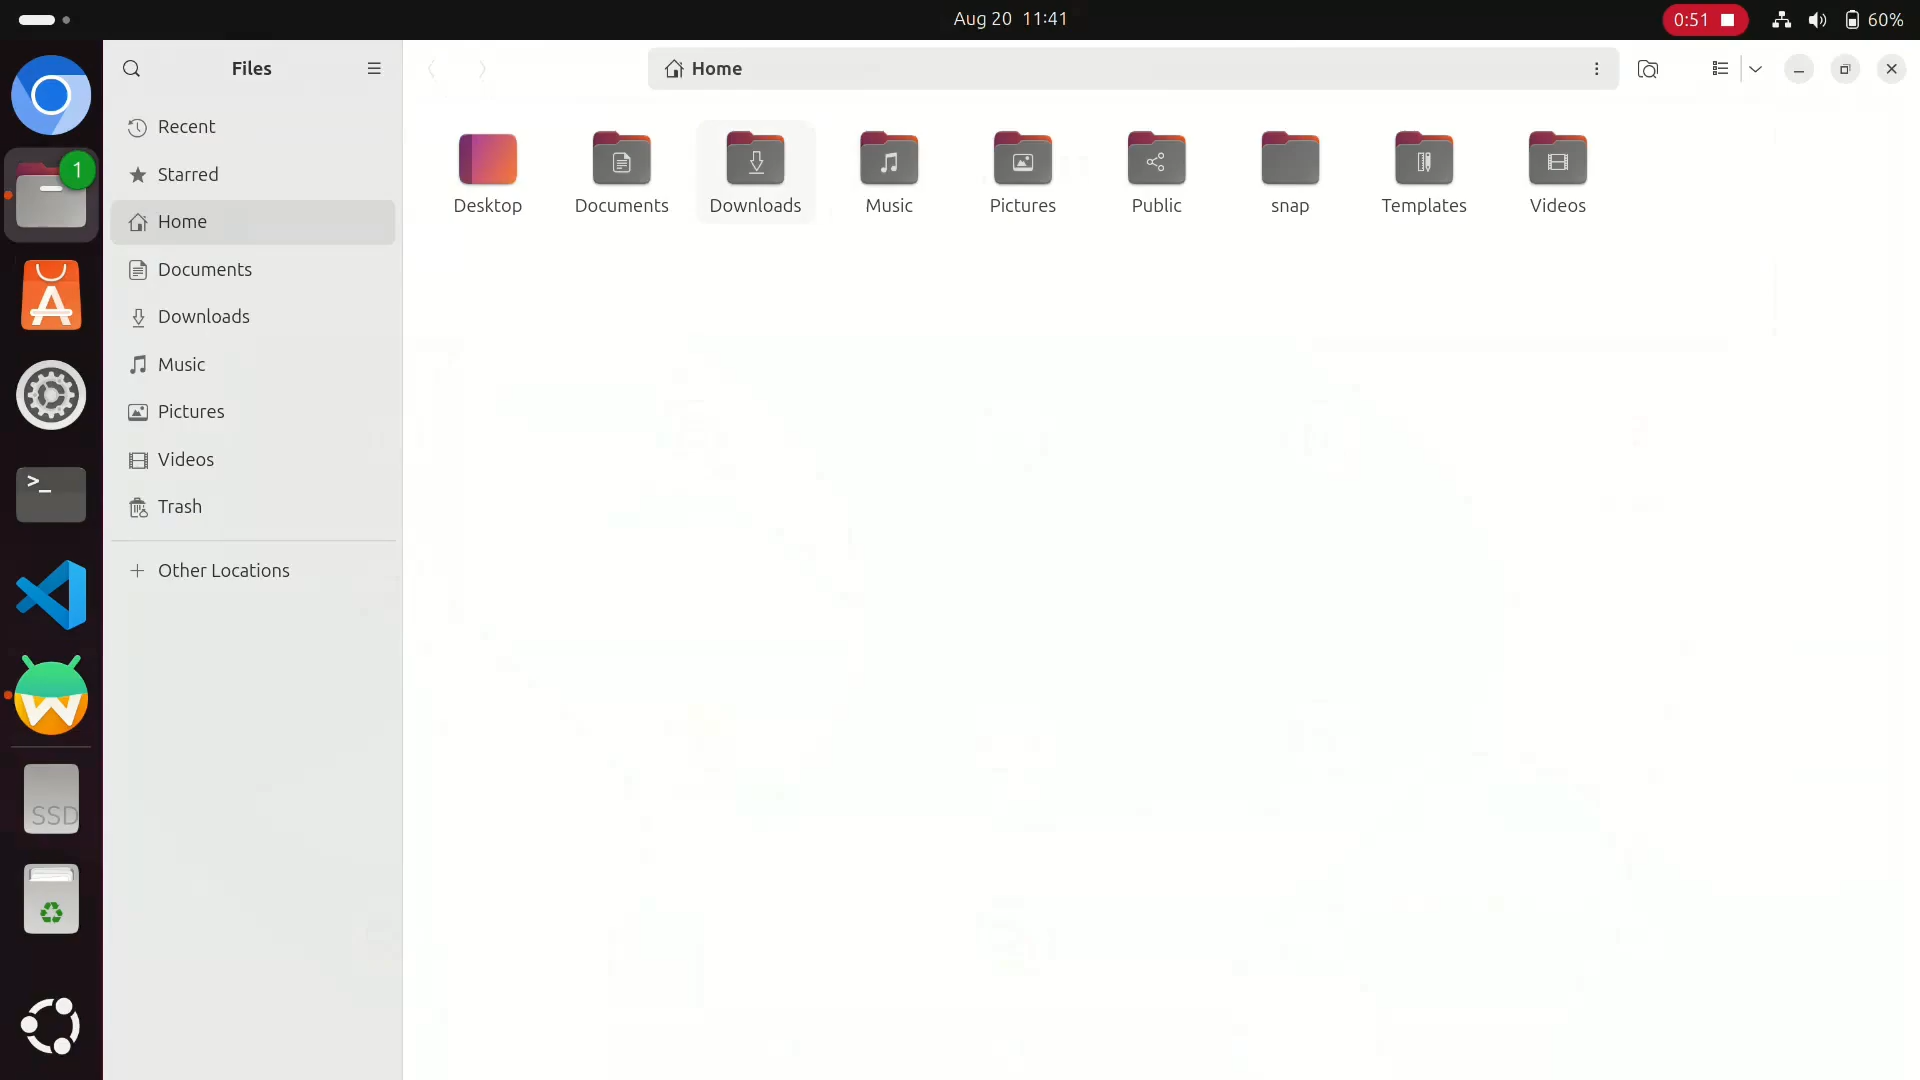 Aug 20 11:41
0:51
60%
Files
Home
1
Recent
Starred
Home
Documents
Downloads
Music
Pictures
Videos
Trash
Other Locations
Desktop
Documents
Downloads
Music
Pictures
Public
snap
Templates
Videos
A
>_
SSD